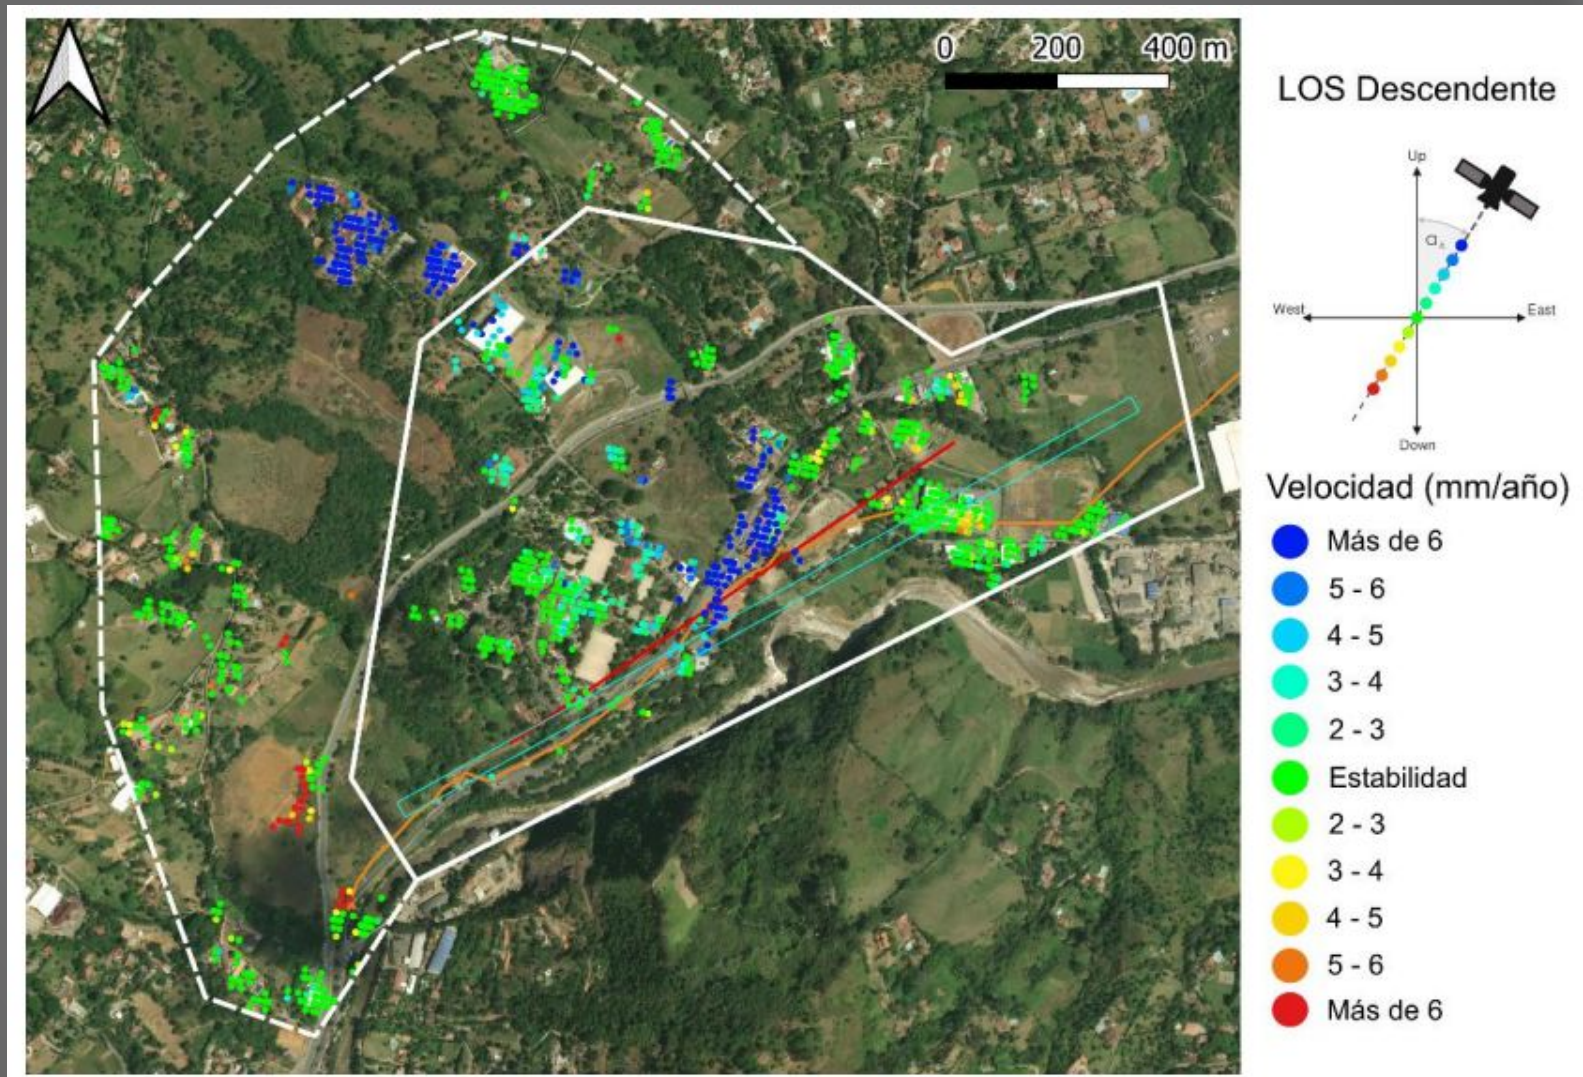 0 200 400 m
LOS Descendente
Up
West
East
Down
Velocidad (mm/año)
Más de 6
5 - 6
4 - 5
3 - 4
2 - 3
Estabilidad
2 - 3
3 - 4
4 - 5
5 - 6
Más de 6